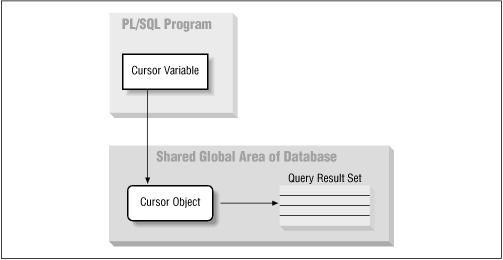 PL/SQL Program
Cursor Variable
Shared Global Area of Database
Query Result Set
Cursor Object